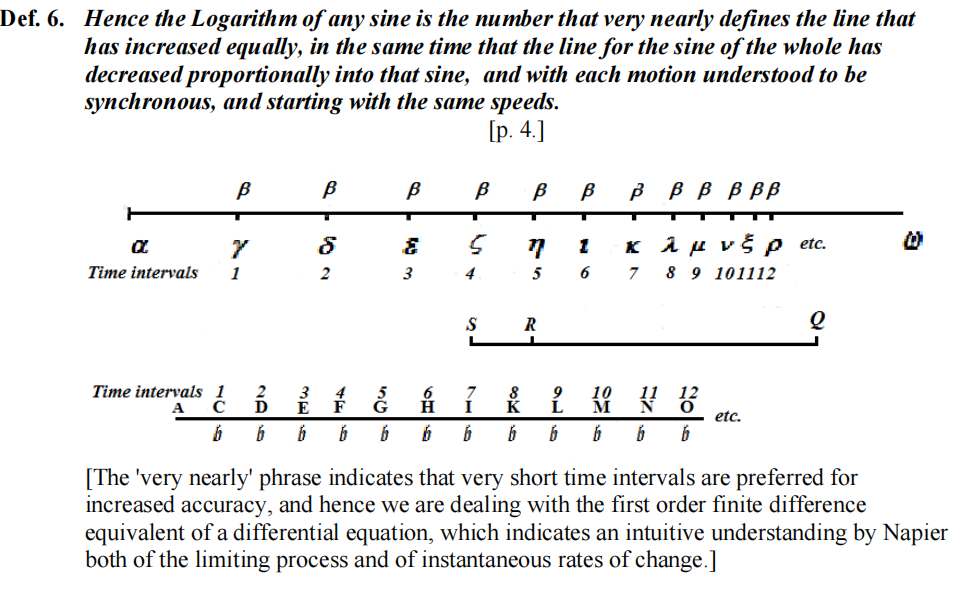 Def. 6. Hence the Logarithm of any sine is the number that very nearly defines the line that
has increased equally, in the same time that the line for the sine of the whole has
decreased proportionally into that sine, and with each motion understood to be
synchronous, and starting with the same speeds.
[p. 4.]
β β β β β β β β β β β β
α γ δ ε ζ η ι κ λ μ ν ξ ρ etc. ω
Time intervals 1 2 3 4 5 6 7 8 9 10 11 12
S R Q
Time intervals 1 2 3 4 5 6 7 8 9 10 11 12
A C D E F G H I K L M N O etc.
b b b b b b b b b b b b
[The 'very nearly' phrase indicates that very short time intervals are preferred for
increased accuracy, and hence we are dealing with the first order finite difference
equivalent of a differential equation, which indicates an intuitive understanding by Napier
both of the limiting process and of instantaneous rates of change.]